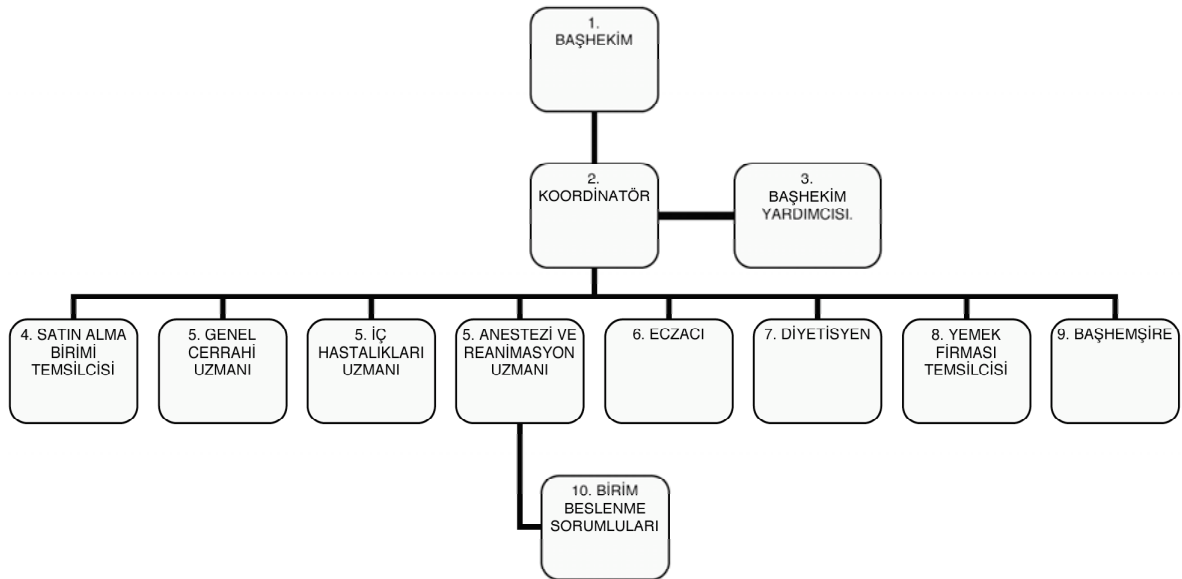 1.
BAŞHEKİM
2.
KOORDİNATÖR
3.
BAŞHEKİM
YARDIMCISI.
4. SATIN ALMA
BİRİMİ
TEMSİLCİSİ
5. GENEL
CERRAHİ
UZMANI
5. İÇ
HASTALIKLARI
UZMANI
5. ANESTEZİ VE
REANİMASYON
UZMANI
6. ECZACI
7. DİYETİSYEN
8. YEMEK
FİRMASI
TEMSİLCİSİ
9. BAŞHEMŞİRE
10. BİRİM
BESLENME
SORUMLULARI